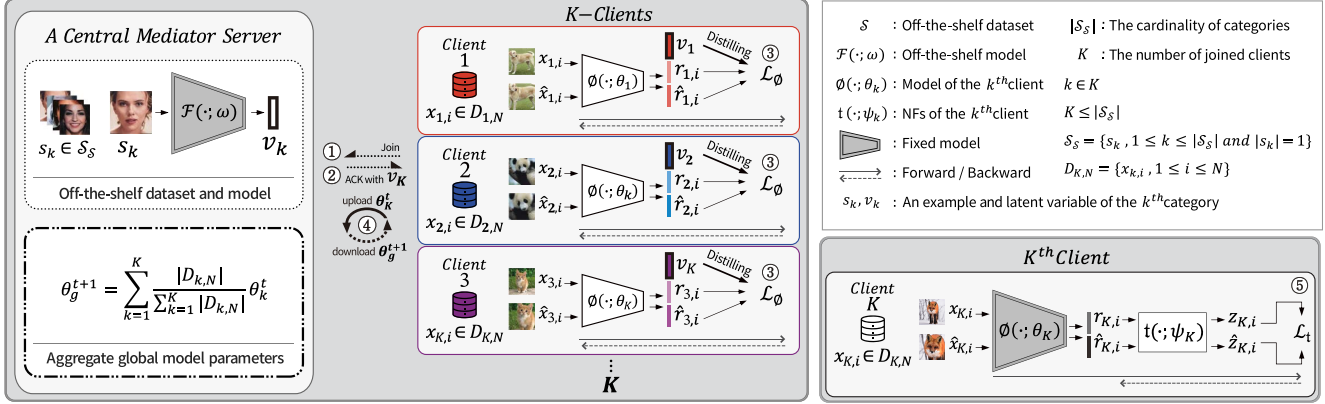 A Central Mediator Server
s_k ∈ S_S
s_k
F(·; ω)
v_k
Off-the-shelf dataset and model
θ_g^{t+1} = \sum_{k=1}^{K} \frac{|D_{k,N}|}{\sum_{k=1}^{K} |D_{k,N}|} θ_k^t
Aggregate global model parameters
① Join
② ACK with v_K
upload θ_K^t
④
download θ_g^{t+1}
K−Clients
Client
1
x_{1,i} ∈ D_{1,N}
x_{1,i}
x̂_{1,i}
∅(·; θ_1)
v_1
r_{1,i}
r̂_{1,i}
Distilling
③
L_∅
Client
2
x_{2,i} ∈ D_{2,N}
x_{2,i}
x̂_{2,i}
∅(·; θ_k)
v_2
r_{2,i}
r̂_{2,i}
Distilling
③
L_∅
Client
3
x_{K,i} ∈ D_{K,N}
x_{3,i}
x̂_{3,i}
∅(·; θ_K)
v_K
r_{3,i}
r̂_{3,i}
Distilling
③
L_∅
K
S : Off-the-shelf dataset |S_S| : The cardinality of categories
F(·; ω) : Off-the-shelf model K : The number of joined clients
∅(·; θ_k) : Model of the k^{th} client k ∈ K
t(·; ψ_k) : NFs of the k^{th} client K ≤ |S_S|
: Fixed model S_S = {s_k , 1 ≤ k ≤ |S_S| and |s_k| = 1}
: Forward / Backward D_{K,N} = {x_{k,i} , 1 ≤ i ≤ N}
s_k, v_k : An example and latent variable of the k^{th} category
K^{th} Client
Client
K
x_{K,i} ∈ D_{K,N}
x_{K,i}
x̂_{K,i}
∅(·; θ_K)
r_{K,i}
r̂_{K,i}
t(·; ψ_K)
z_{K,i}
ẑ_{K,i}
⑤
L_t